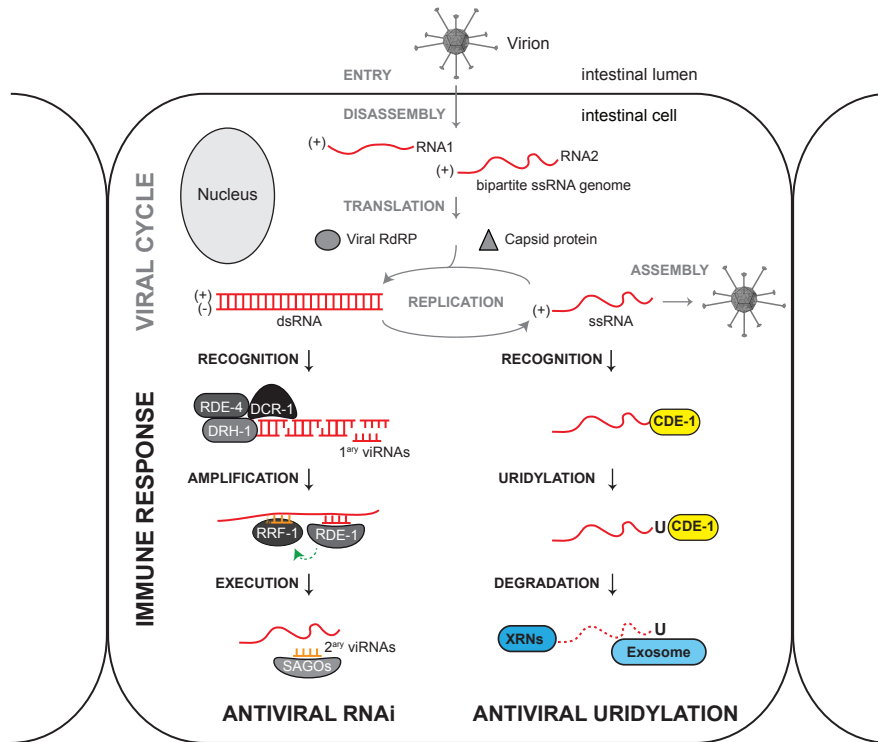 Virion
ENTRY
intestinal lumen
DISASSEMBLY
intestinal cell
(+)
RNA1
RNA2
(+)
bipartite ssRNA genome
Nucleus
TRANSLATION
Viral RdRP
Capsid protein
VIRAL CYCLE
ASSEMBLY
(+)
(-)
REPLICATION
(+)
dsRNA
ssRNA
RECOGNITION
RECOGNITION
IMMUNE RESPONSE
RDE-4
DCR-1
DRH-1
CDE-1
1ary viRNAs
AMPLIFICATION
URIDYLATION
RRF-1
RDE-1
U
CDE-1
EXECUTION
DEGRADATION
2ary viRNAs
SAGOs
XRNs
U
Exosome
ANTIVIRAL RNAi
ANTIVIRAL URIDYLATION